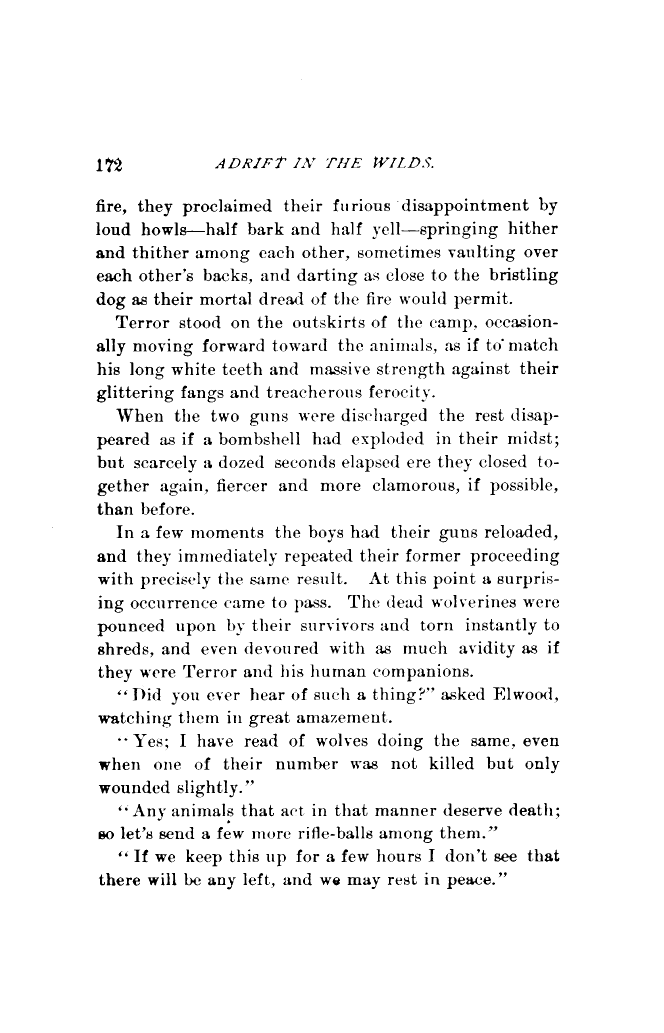 172 ADRIFT IN THE WILDS.
fire, they proclaimed their furious disappointment by
loud howls—half bark and half yell—springing hither
and thither among each other, sometimes vaulting over
each other's backs, and darting as close to the bristling
dog as their mortal dread of the fire would permit.
Terror stood on the outskirts of the camp, occasion-
ally moving forward toward the animals, as if to match
his long white teeth and massive strength against their
glittering fangs and treacherous ferocity.
When the two guns were discharged the rest disap-
peared as if a bombshell had exploded in their midst;
but scarcely a dozed seconds elapsed ere they closed to-
gether again, fiercer and more clamorous, if possible,
than before.
In a few moments the boys had their guns reloaded,
and they immediately repeated their former proceeding
with precisely the same result. At this point a surpris-
ing occurrence came to pass. The dead wolverines were
pounced upon by their survivors and torn instantly to
shreds, and even devoured with as much avidity as if
they were Terror and his human companions.
“Did you ever hear of such a thing?” asked Elwood,
watching them in great amazement.
“Yes; I have read of wolves doing the same, even
when one of their number was not killed but only
wounded slightly.”
“Any animals that act in that manner deserve death;
so let's send a few more rifle-balls among them.”
“If we keep this up for a few hours I don't see that
there will be any left, and we may rest in peace.”